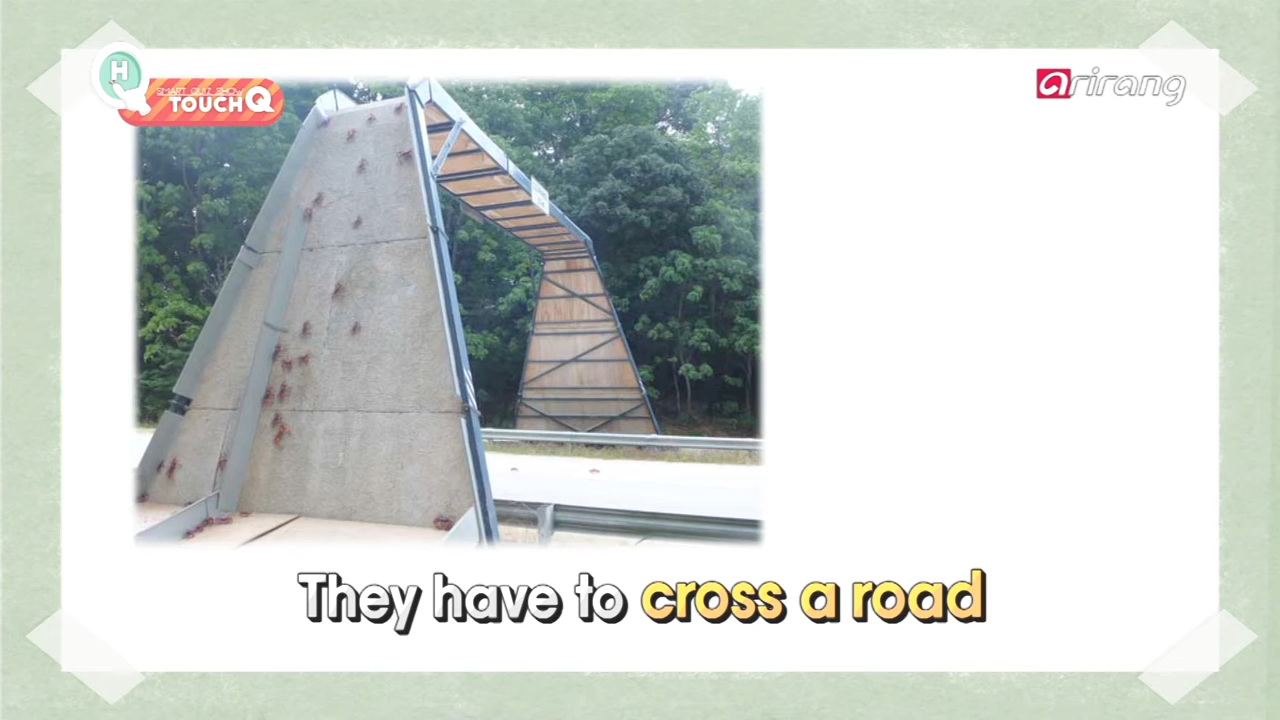 H
SMART QUIZ SHOW
TOUCH Q
arirang
They have to cross a road